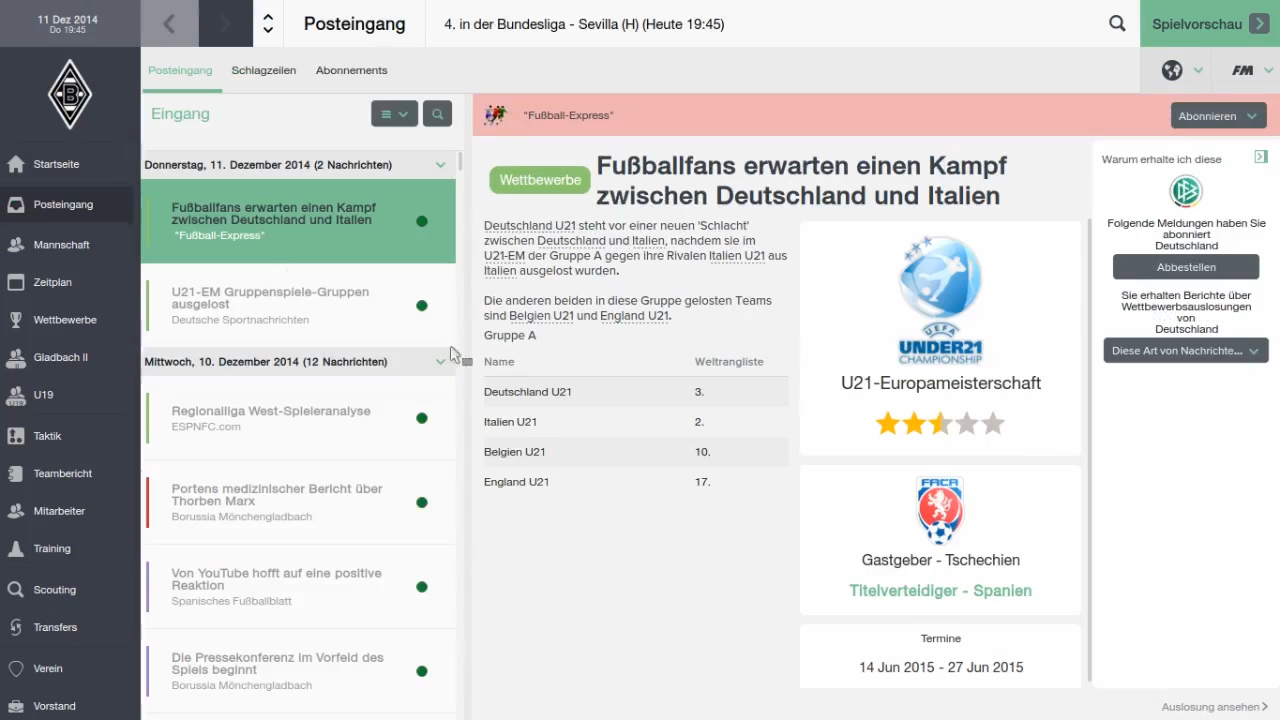 11 Dez 2014
Do 19:45
Posteingang
4. in der Bundesliga - Sevilla (H) (Heute 19:45)
Spielvorschau
Posteingang
Schlagzeilen
Abonnements
FM
B
Startseite
Posteingang
Mannschaft
Zeitplan
Wettbewerbe
Gladbach II
U19
Taktik
Teambericht
Mitarbeiter
Training
Scouting
Transfers
Verein
Vorstand
Eingang
Donnerstag, 11. Dezember 2014 (2 Nachrichten)
Fußballfans erwarten einen Kampf
zwischen Deutschland und Italien
"Fußball-Express"
U21-EM Gruppenspiele-Gruppen
ausgelost
Deutsche Sportnachrichten
Mittwoch, 10. Dezember 2014 (12 Nachrichten)
Regionalliga West-Spieleranalyse
ESPNFC.com
Portens medizinischer Bericht über
Thorben Marx
Borussia Mönchengladbach
Von YouTube hofft auf eine positive
Reaktion
Spanisches Fußballblatt
Die Pressekonferenz im Vorfeld des
Spiels beginnt
Borussia Mönchengladbach
"Fußball-Express"
Abonnieren
Wettbewerbe
Fußballfans erwarten einen Kampf
zwischen Deutschland und Italien
Deutschland U21 steht vor einer neuen 'Schlacht'
zwischen Deutschland und Italien, nachdem sie im
U21-EM der Gruppe A gegen ihre Rivalen Italien U21 aus
Italien ausgelost wurden.
Die anderen beiden in diese Gruppe gelosten Teams
sind Belgien U21 und England U21.
Gruppe A
Name Weltrangliste
Deutschland U21 3.
Italien U21 2.
Belgien U21 10.
England U21 17.
UEFA
UNDER21
CHAMPIONSHIP
U21-Europameisterschaft
FACR
Gastgeber - Tschechien
Titelverteidiger - Spanien
Termine
14 Jun 2015 - 27 Jun 2015
Warum erhalte ich diese
Folgende Meldungen haben Sie
abonniert
Deutschland
Abbestellen
Sie erhalten Berichte über
Wettbewerbsauslosungen
von
Deutschland
Diese Art von Nachrichte...
Auslosung ansehen